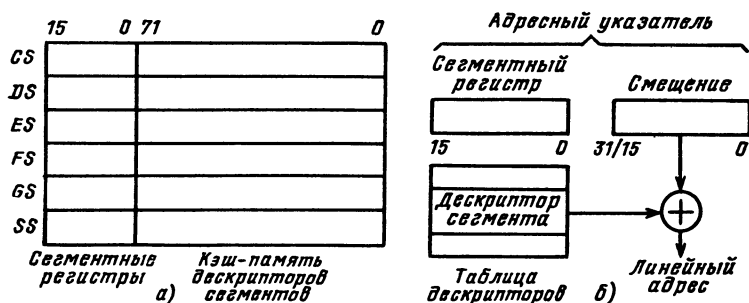 15 0 71 0
CS
DS
ES
FS
GS
SS
Сегментные
регистры
Кэш-память
дескрипторов
сегментов
а)
Адресный указатель
Сегментный
регистр
Смещение
15 0
31/15 0
Дескриптор
сегмента
+
Таблица
дескрипторов
б)
Линейный
адрес